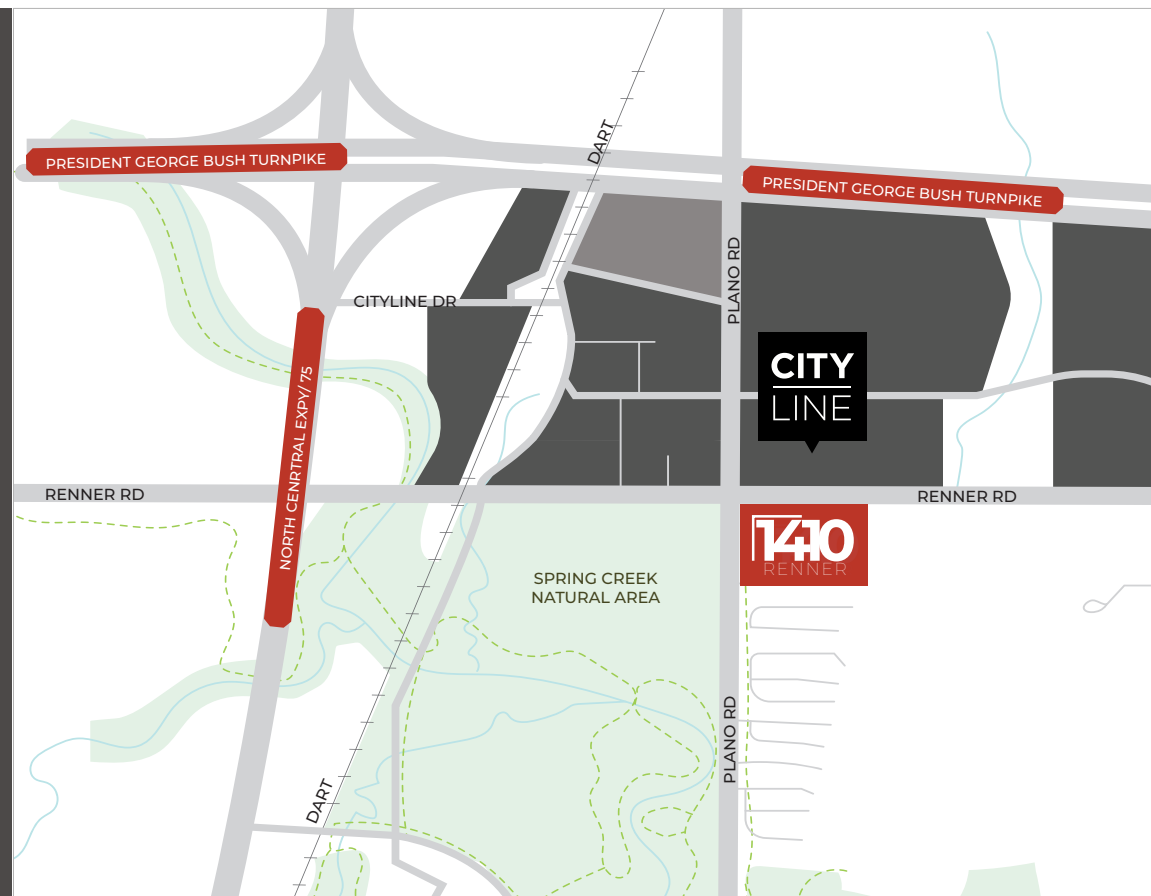 DART
PRESIDENT GEORGE BUSH TURNPIKE
PRESIDENT GEORGE BUSH TURNPIKE
PLANO RD
CITYLINE DR
CITY
LINE
NORTH CENRTRAL EXPY/ 75
RENNER RD
RENNER RD
1410
RENNER
SPRING CREEK
NATURAL AREA
PLANO RD
DART